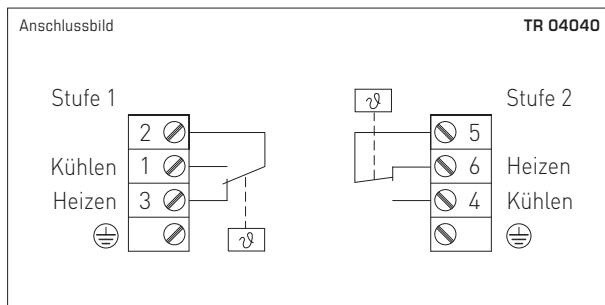 Anschlussbild TR 04040
Stufe 1
2
Kühlen 1
Heizen 3
ϑ
ϑ
Stufe 2
5
6 Heizen
4 Kühlen